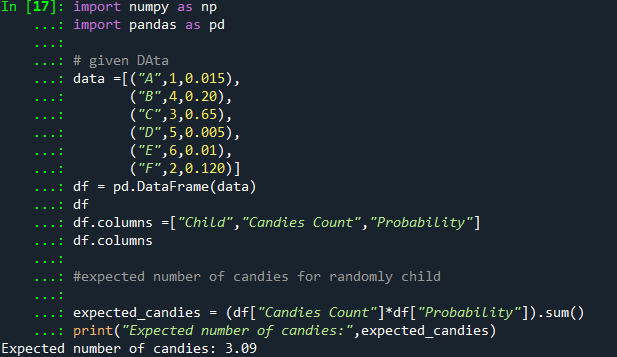 In [17]: import numpy as np
...: import pandas as pd
...:
...: # given DAta
...: data =[("A",1,0.015),
...: ("B",4,0.20),
...: ("C",3,0.65),
...: ("D",5,0.005),
...: ("E",6,0.01),
...: ("F",2,0.120)]
...: df = pd.DataFrame(data)
...: df
...: df.columns =["Child","Candies Count","Probability"]
...: df.columns
...:
...: #expected number of candies for randomly child
...:
...: expected_candies = (df["Candies Count"]*df["Probability"]).sum()
...: print("Expected number of candies:",expected_candies)
Expected number of candies: 3.09